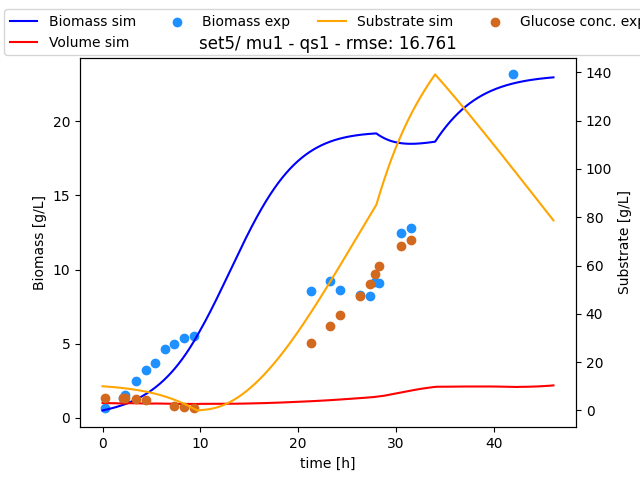 Biomass sim Biomass exp Substrate sim Glucose conc. exp
Volume sim
set5/ mu1 - qs1 - rmse: 16.761
Biomass [g/L]
0
5
10
15
20
0
20
40
60
80
100
120
140
Substrate [g/L]
0 10 20 30 40
time [h]